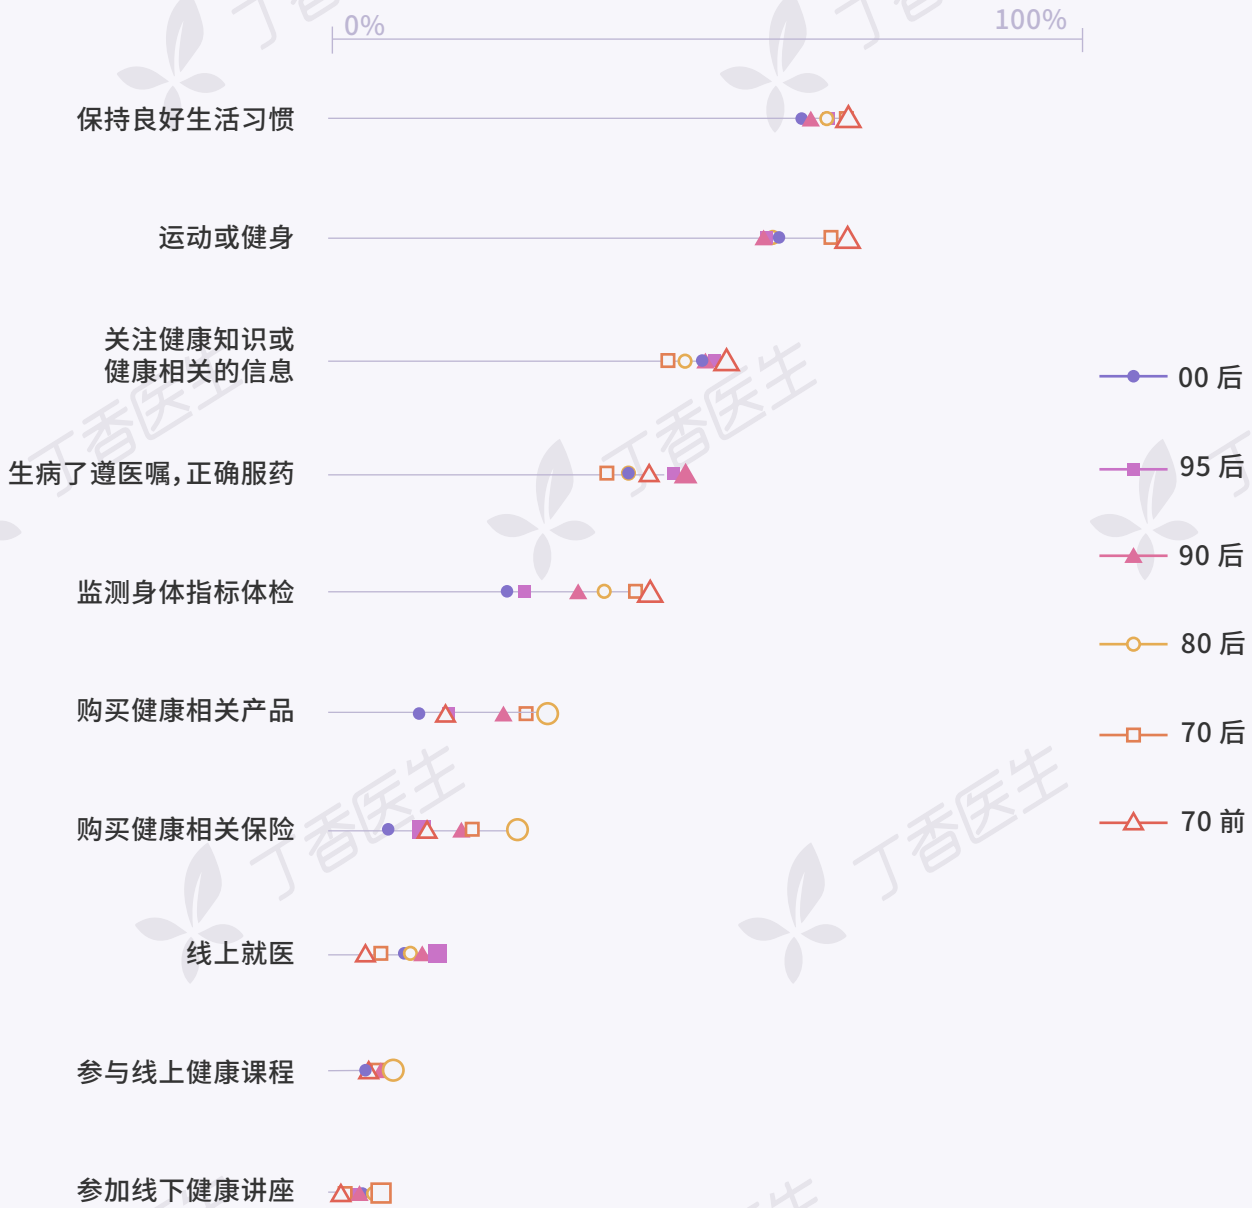 0%
100%
保持良好生活习惯
运动或健身
关注健康知识或
健康相关的信息
生病了遵医嘱，正确服药
监测身体指标体检
购买健康相关产品
购买健康相关保险
线上就医
参与线上健康课程
参加线下健康讲座
00 后
95 后
90 后
80 后
70 后
70 前
丁香医生
丁香医生
丁香医生
丁香医生